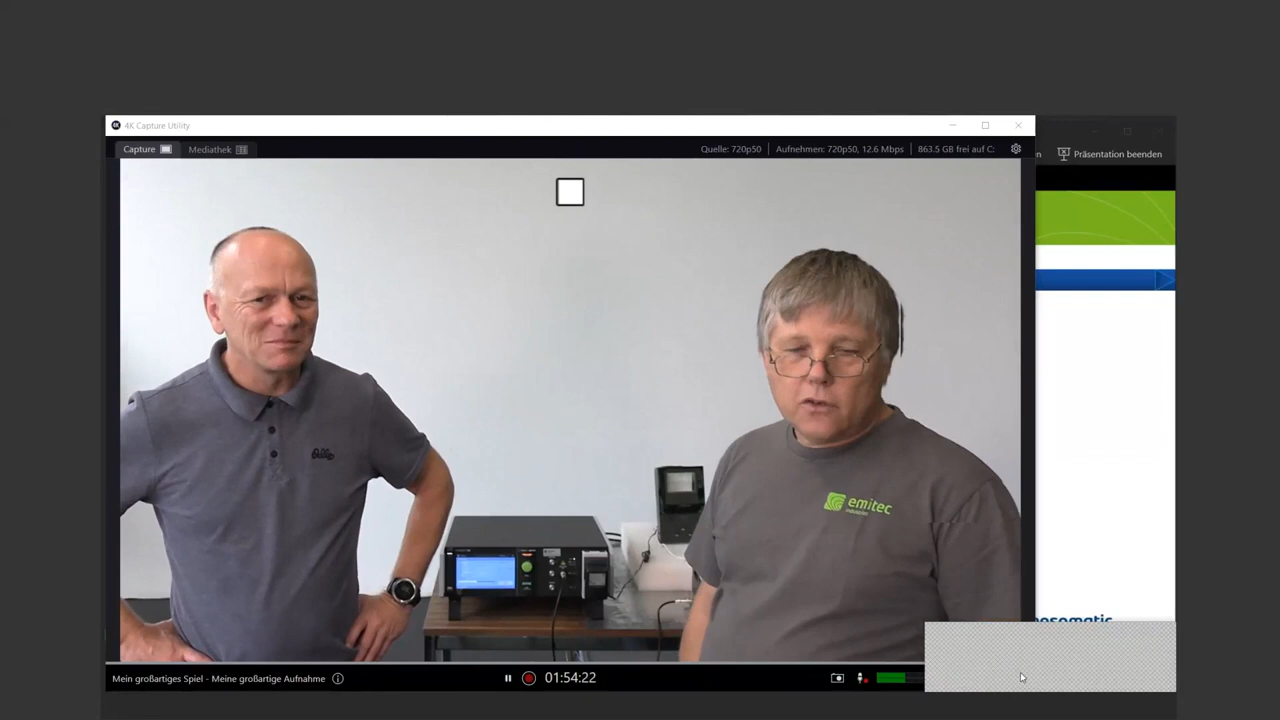 4K Capture Utility
Capture
Mediathek
Quelle: 720p50
Aufnehmen: 720p50, 12.6 Mbps
863.5 GB frei auf C:
Präsentation beenden
emitec
Mein großartiges Spiel - Meine großartige Aufnahme
01:54:22